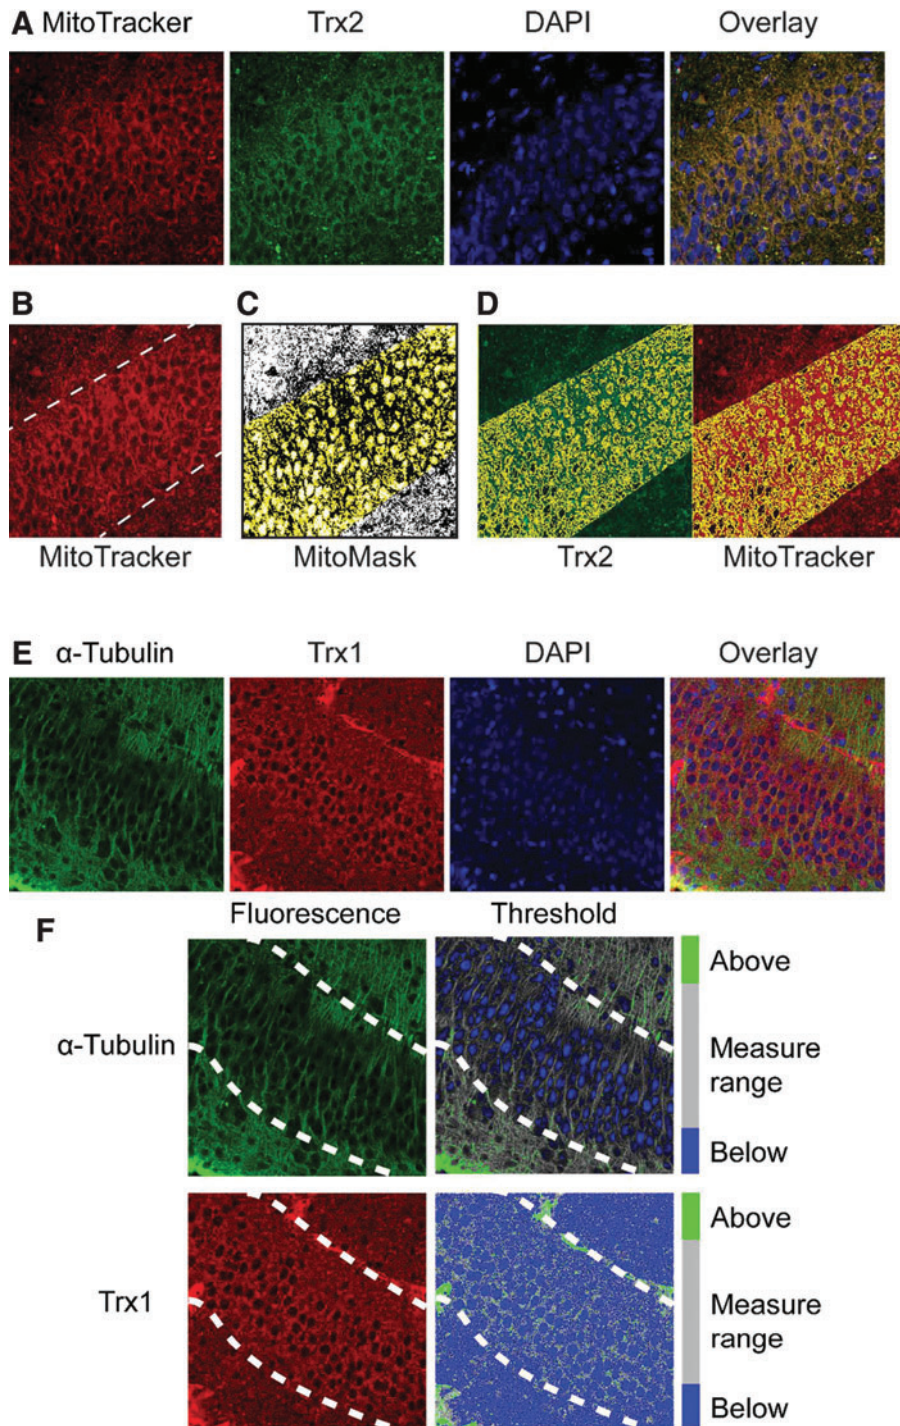 A MitoTracker Trx2 DAPI Overlay
B C D
MitoTracker MitoMask Trx2 MitoTracker
E α-Tubulin Trx1 DAPI Overlay
F Fluorescence Threshold
α-Tubulin
Above
Measure
range
Below
Trx1
Above
Measure
range
Below